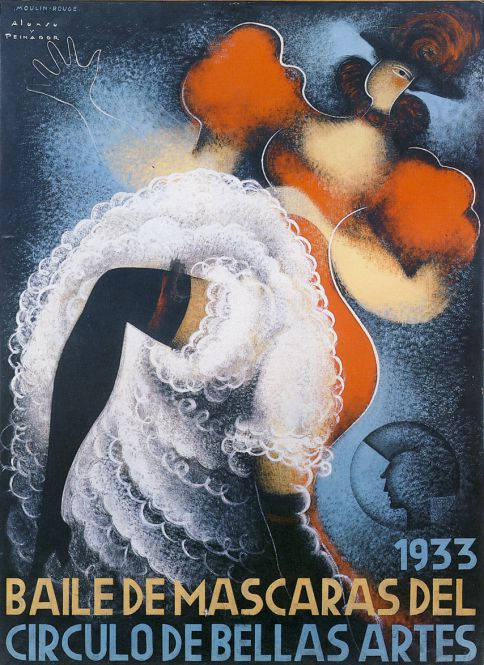 "MOULIN-ROUGE"
Alonso
Y
PEINADOR
1933
BAILE DE MASCARAS DEL
CIRCULO DE BELLAS ARTES